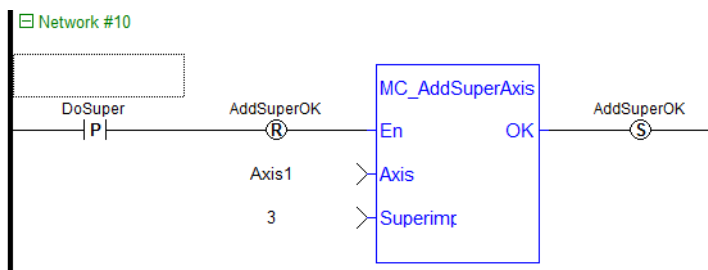 Network #10
MC_AddSuperAxis
DoSuper
AddSuperOK
AddSuperOK
P
R
En
OK
S
Axis1
Axis
3
Superimp